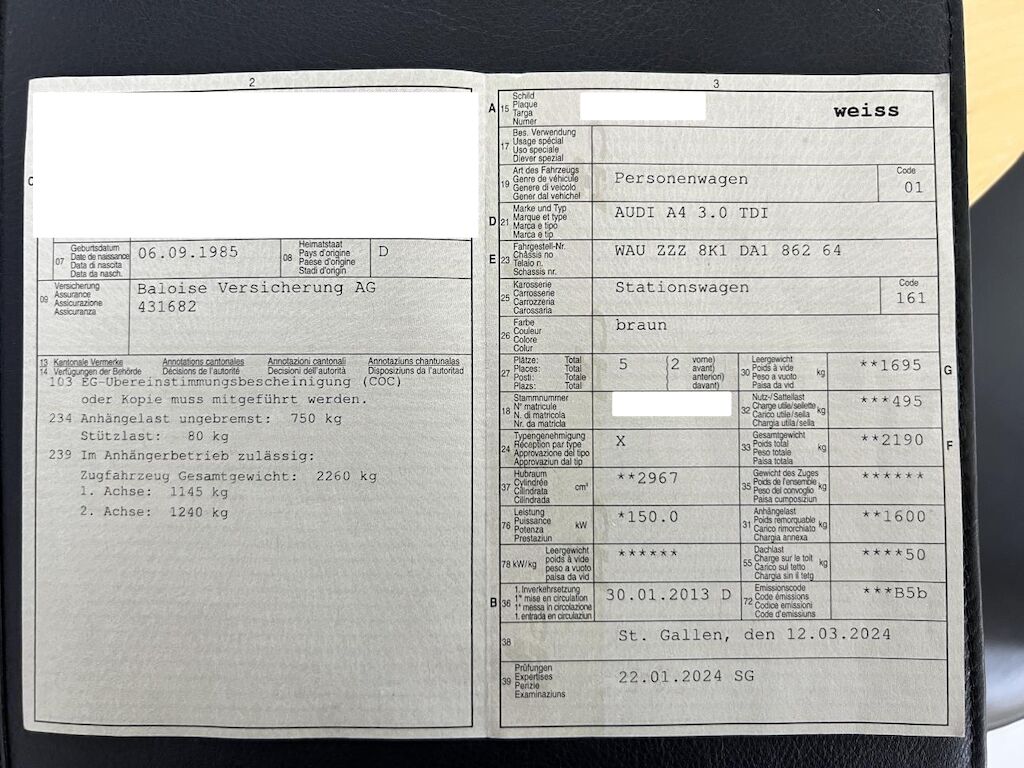 2
C
07 Geburtsdatum
Date de naissance
Data di nascita
Data da nasch.
06.09.1985
08 Heimatstaat
Pays d'origine
Paese d'origine
Stadi d'origin
D
09 Versicherung
Assurance
Assicurazione
Assicuranza
Baloise Versicherung AG
431682
13 Kantonale Vermerke Annotations cantonales Annotazioni cantonali Annotaziuns chantunalas
14 Verfügungen der Behörde Décisions de l'autorité Decisioni dell'autorità Disposiziuns da l'autoritad
103 EG-Übereinstimmungsbescheinigung (COC)
oder Kopie muss mitgeführt werden.
234 Anhängelast ungebremst: 750 kg
Stützlast: 80 kg
239 Im Anhängerbetrieb zulässig:
Zugfahrzeug Gesamtgewicht: 2260 kg
1. Achse: 1145 kg
2. Achse: 1240 kg
3
A 15 Schild
Plaque
Targa
Numer
weiss
17 Bes. Verwendung
Usage spécial
Uso speciale
Diever spezial
19 Art des Fahrzeugs
Genre de véhicule
Genere di veicolo
Gener dal vehichel
Personenwagen
Code
01
D 21 Marke und Typ
Marque et type
Marca e tipo
Marca e tip
AUDI A4 3.0 TDI
E 23 Fahrgestell-Nr.
Châssis no
Telaio n.
Schassis nr.
WAU ZZZ 8K1 DA1 862 64
25 Karosserie
Carrosserie
Carrozzeria
Carossaria
Stationswagen
Code
161
26 Farbe
Couleur
Colore
Colur
braun
27 Plätze: Total
Places: Total
Posti: Totale
Plazs: Total
5 (2 vorne)
avant)
anteriori)
davant)
30 Leergewicht
Poids à vide
Peso a vuoto
Paisa da vid
kg
**1695
G
18 Stammnummer
N° matricule
N. di matricola
Nr. da matricla
32 Nutz-/Sattellast
Charge utile/sellette
Carico utile/sella
Chargia utila/sella
kg
***495
24 Typengenehmigung
Réception par type
Approvazione del tipo
Approvaziun dal tip
X
33 Gesamtgewicht
Poids total
Peso totale
Paisa totala
kg
**2190
F
37 Hubraum
Cylindrée
Cilindrata
Cilindrada
cm³
**2967
35 Gewicht des Zuges
Poids de l'ensemble
Peso del convoglio
Paisa cumposiziun
kg
******
76 Leistung
Puissance
Potenza
Prestaziun
kW
*150.0
31 Anhängelast
Poids remorquable
Carico rimorchiato
Chargia annexa
kg
**1600
78 kW/kg Leergewicht
poids à vide
peso a vuoto
paisa da vid
******
55 Dachlast
Charge sur le toit
Carico sul tetto
Chargia sin il tetg
kg
****50
B 36 1. Inverkehrsetzung
1re mise en circulation
1a messa in circolazione
1. entrada en circulaziun
30.01.2013 D
72 Emissionscode
Code émissions
Codice emissioni
Code d'emissiuns
***B5b
38
St. Gallen, den 12.03.2024
39 Prüfungen
Expertises
Perizie
Examinaziuns
22.01.2024 SG